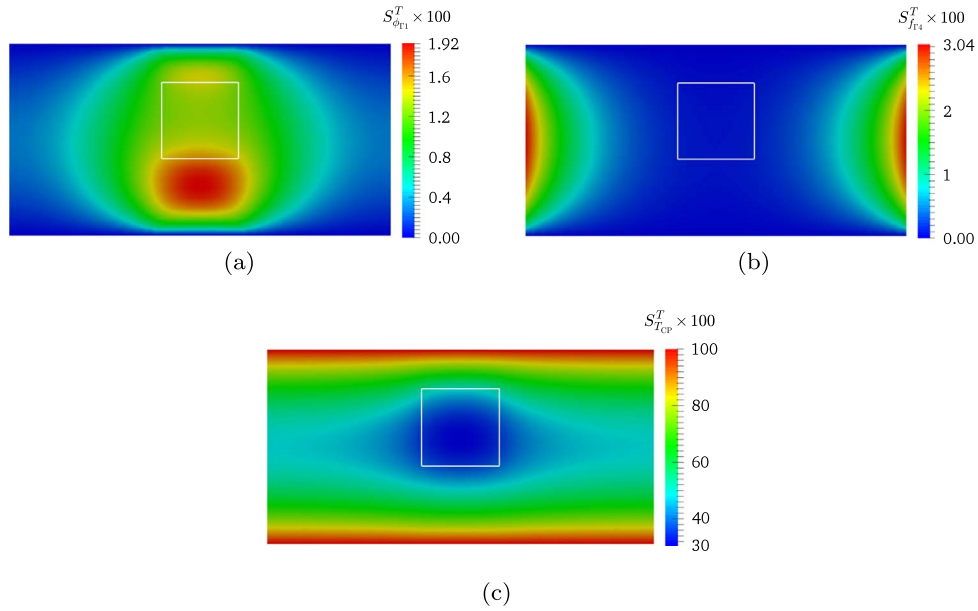 S^T_{ϕ_{Γ1}} × 100
1.92
1.6
1.2
0.8
0.4
0.00
(a)
S^T_{f_{Γ4}} × 100
3.04
2
1
0.00
(b)
S^T_{T_{CP}} × 100
100
80
60
40
30
(c)